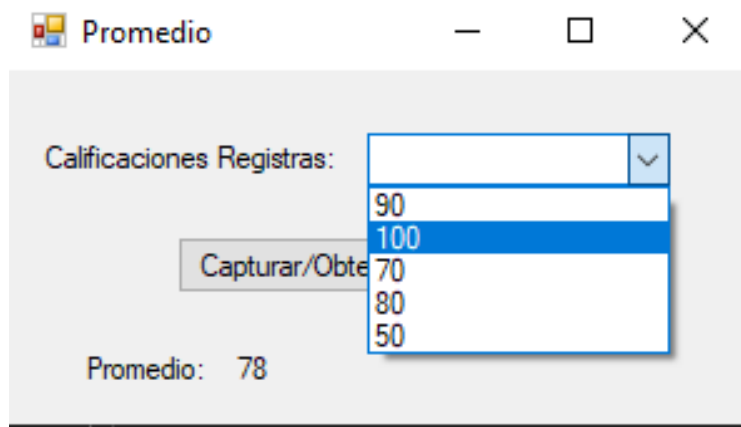 Promedio
Calificaciones Registras:
90
100
Capturar/Obte
70
80
50
Promedio: 78